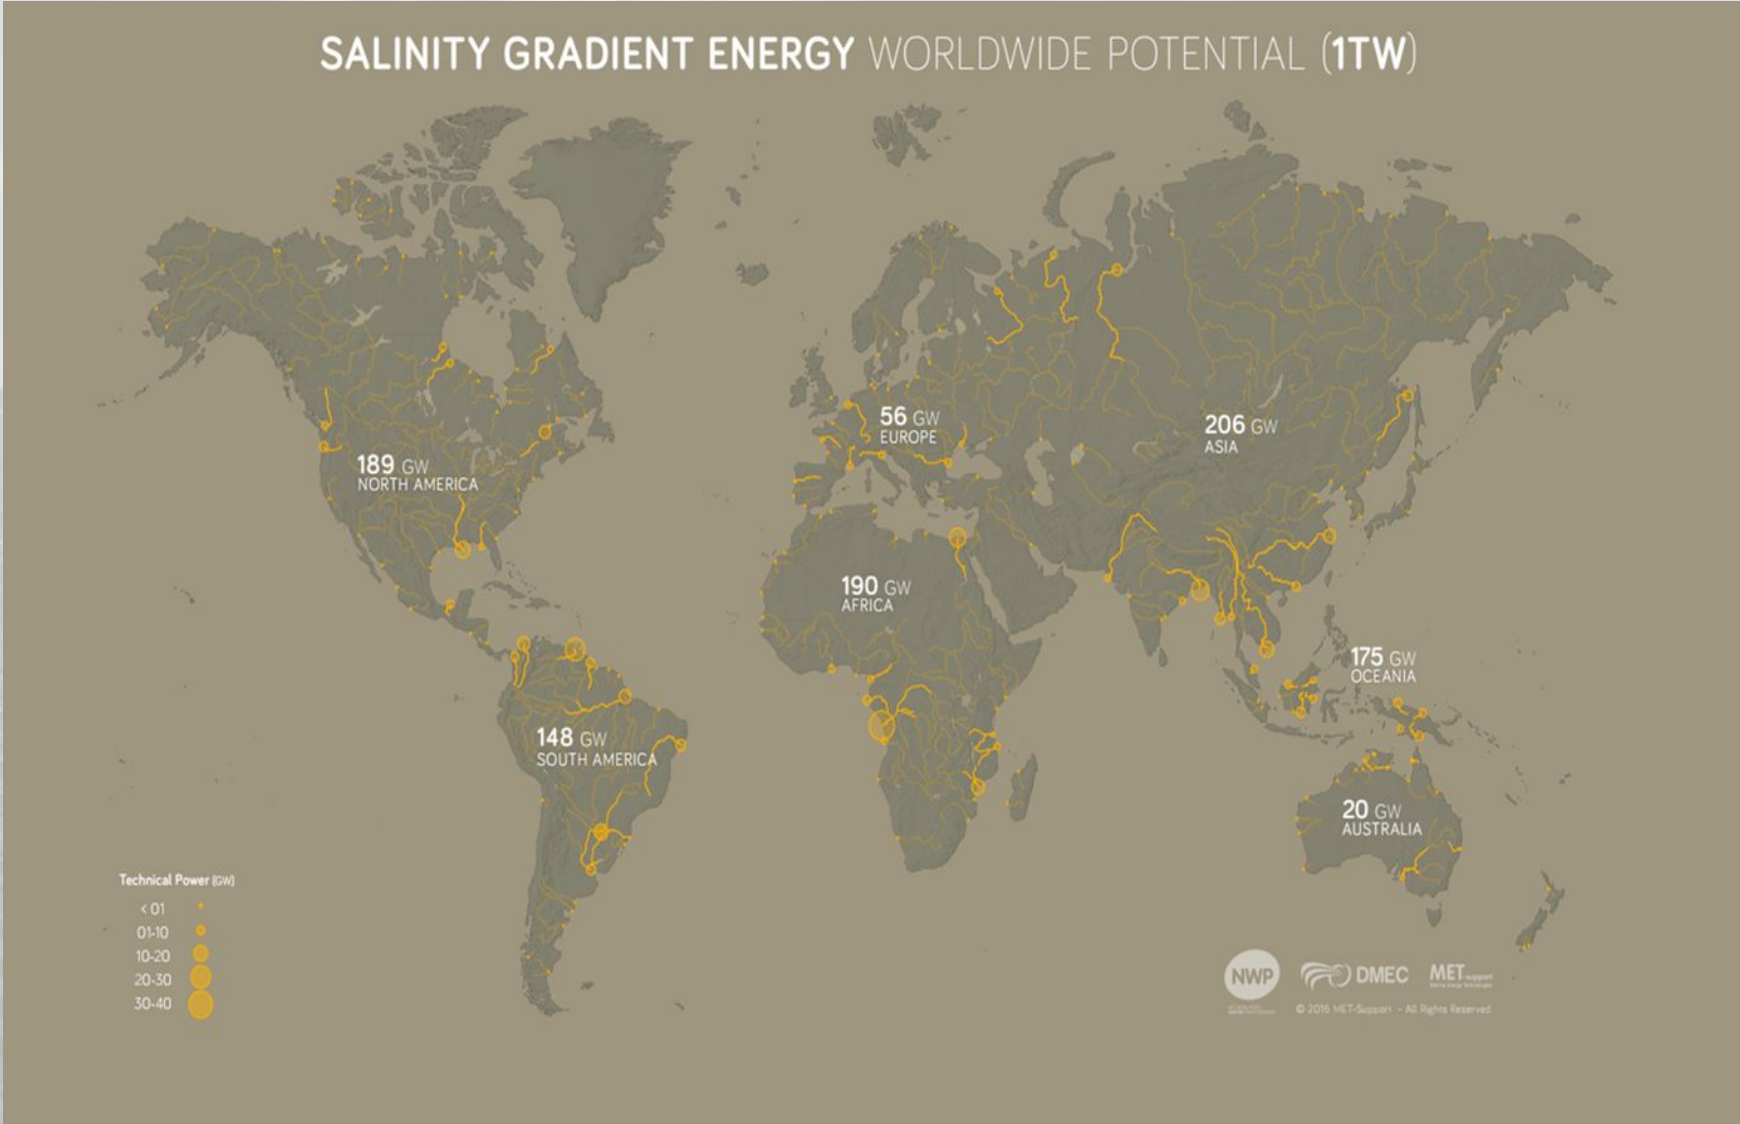 SALINITY GRADIENT ENERGY WORLDWIDE POTENTIAL (1TW)
56 GW
EUROPE
206 GW
ASIA
189 GW
NORTH AMERICA
190 GW
AFRICA
175 GW
OCEANIA
148 GW
SOUTH AMERICA
20 GW
AUSTRALIA
Technical Power (GW)
< 01
01-10
10-20
20-30
30-40
NWP
DMEC
MET support
© 2016 MET-Support - All Rights Reserved